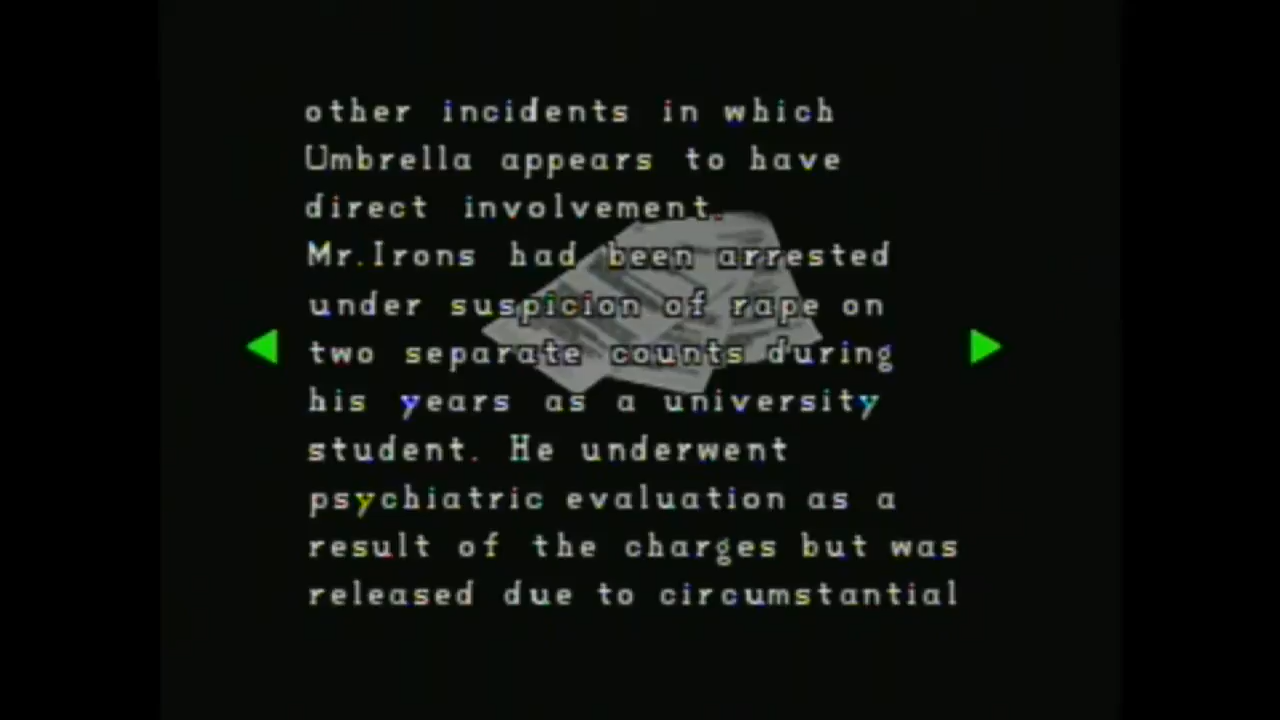 other incidents in which
Umbrella appears to have
direct involvement.
Mr.Irons had been arrested
under suspicion of rape on
two separate counts during
his years as a university
student. He underwent
psychiatric evaluation as a
result of the charges but was
released due to circumstantial